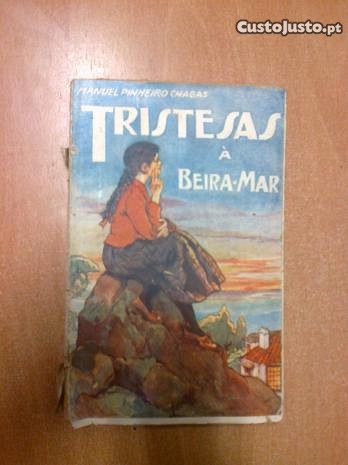 CustoJusto.pt
MANUEL PINHEIRO CHAGAS
TRISTESAS
À
BEIRA-MAR